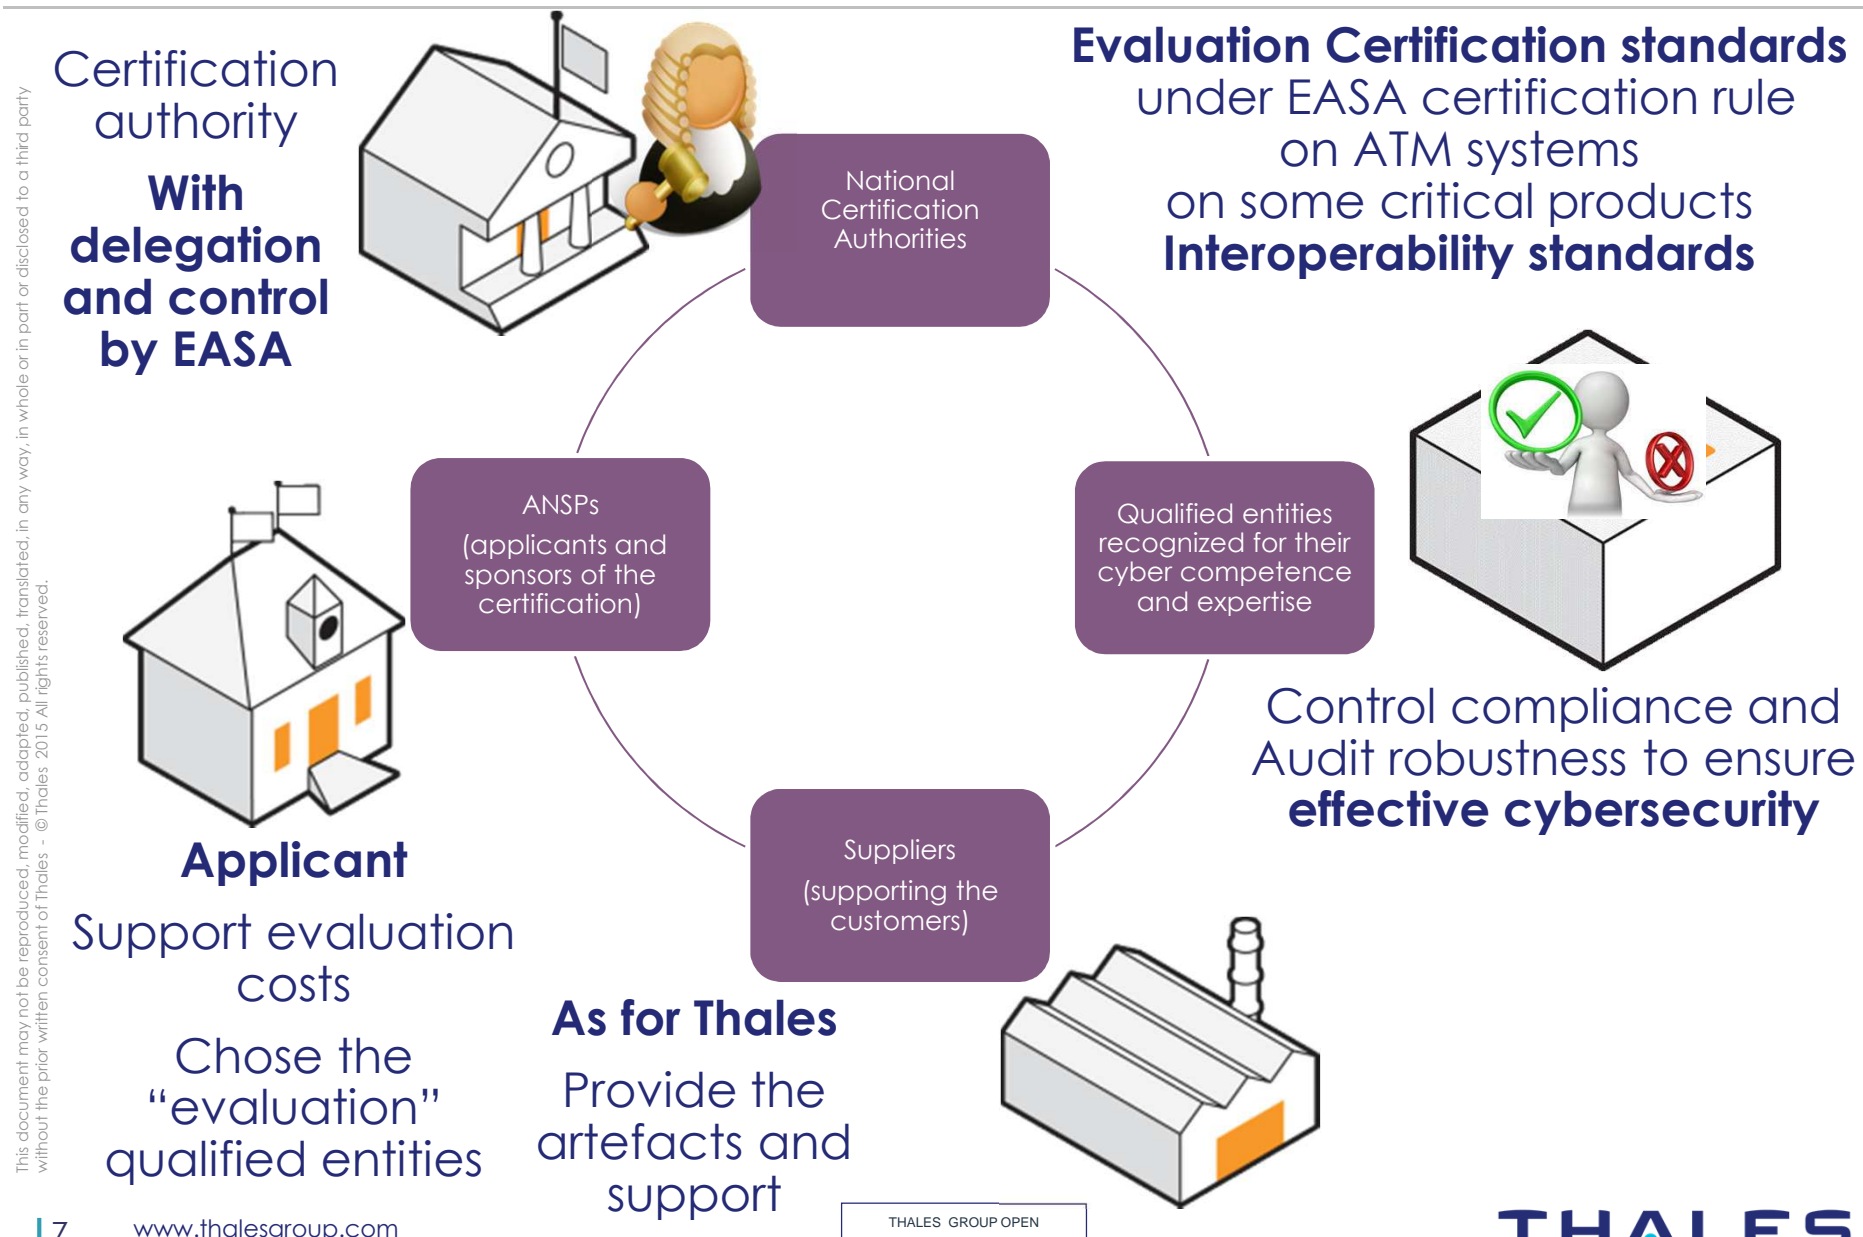 Certification
authority
With
delegation
and control
by EASA
Evaluation Certification standards
under EASA certification rule
on ATM systems
on some critical products
Interoperability standards
National
Certification
Authorities
ANSPs
(applicants and
sponsors of the
certification)
Qualified entities
recognized for their
cyber competence
and expertise
Control compliance and
Audit robustness to ensure
effective cybersecurity
Suppliers
(supporting the
customers)
Applicant
Support evaluation
costs
Chose the
“evaluation”
qualified entities
As for Thales
Provide the
artefacts and
support
This document may not be reproduced, modified, adapted, published, translated, in any way, in whole or in part or disclosed to a third party
without the prior written consent of Thales - © Thales 2015 All rights reserved.
7
www.thalesgroup.com
THALES GROUP OPEN
THALES